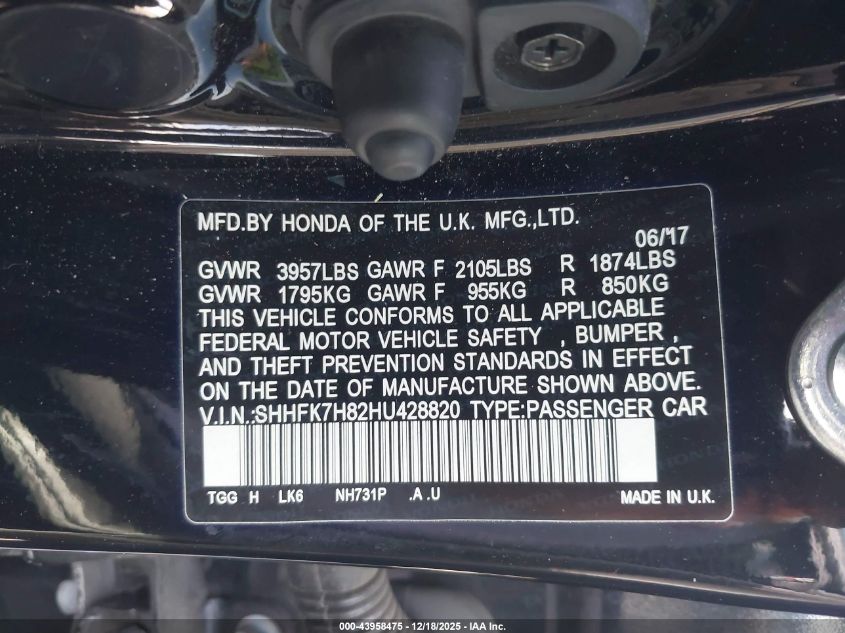 MFD.BY HONDA OF THE U.K. MFG.,LTD.
06/'17
GVWR 3957LBS GAWR F 2105LBS R 1874LBS
GVWR 1795KG GAWR F 955KG R 850KG
THIS VEHICLE CONFORMS TO ALL APPLICABLE
FEDERAL MOTOR VEHICLE SAFETY , BUMPER ,
AND THEFT PREVENTION STANDARDS IN EFFECT
ON THE DATE OF MANUFACTURE SHOWN ABOVE.
V.I.N.:SHHFK7H82HU428820 TYPE:PASSENGER CAR
TGG H LK6 NH731P .A .U MADE IN U.K.
000-43958475 — 12/18/2025 - IAA Inc.